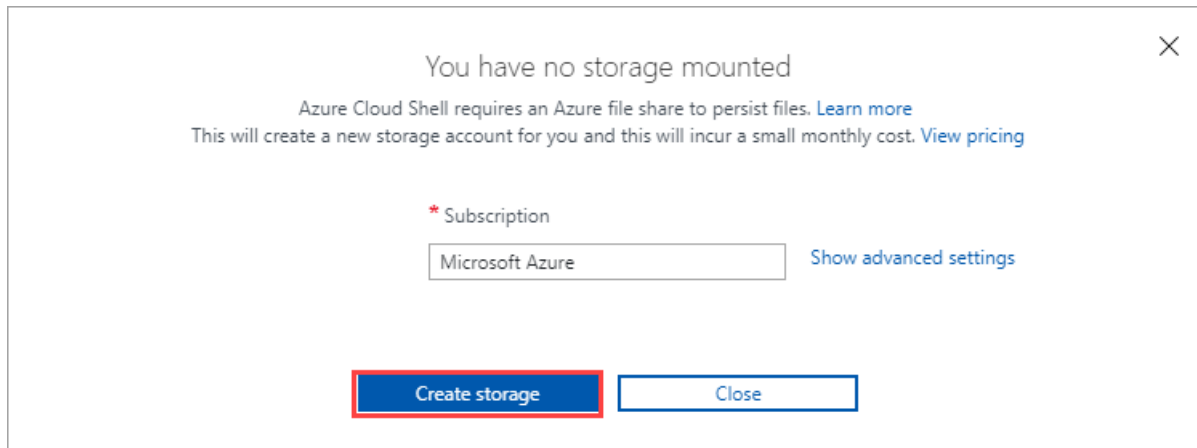 You have no storage mounted
Azure Cloud Shell requires an Azure file share to persist files. Learn more
This will create a new storage account for you and this will incur a small monthly cost. View pricing
* Subscription
Microsoft Azure
Show advanced settings
Create storage
Close